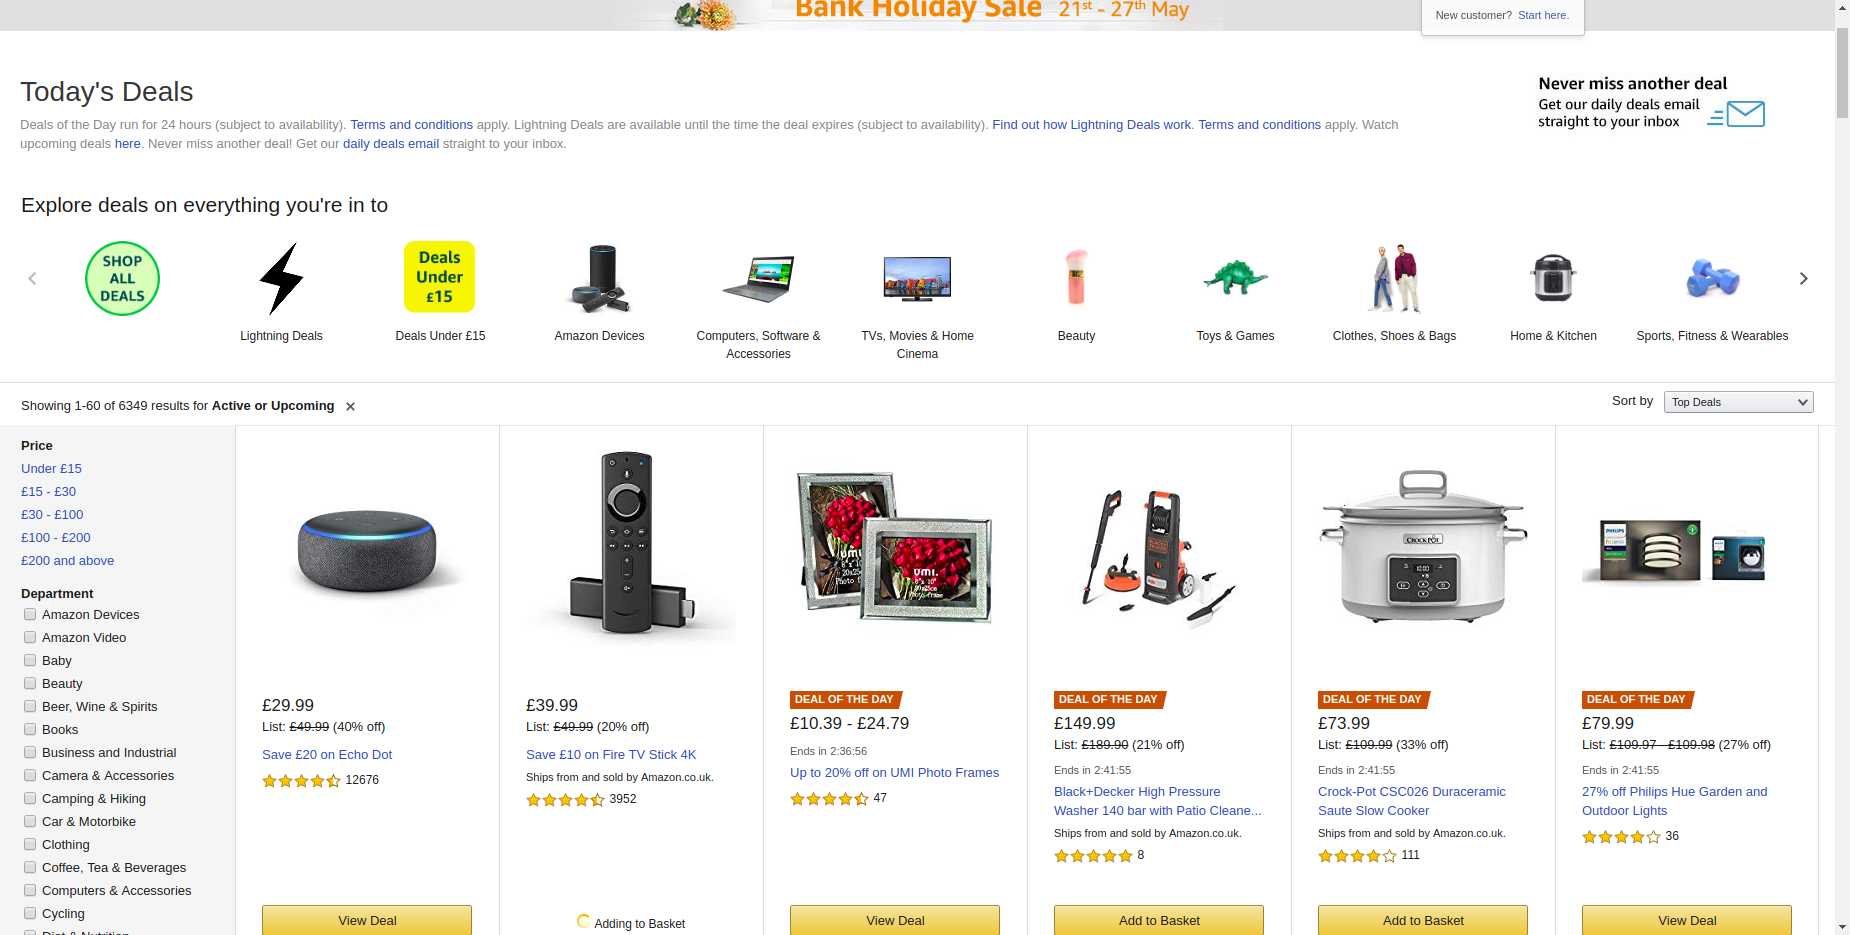 Bank Holiday Sale 21st - 27th May
New customer? Start here.
Today's Deals
Deals of the Day run for 24 hours (subject to availability). Terms and conditions apply. Lightning Deals are available until the time the deal expires (subject to availability). Find out how Lightning Deals work. Terms and conditions apply. Watch
upcoming deals here. Never miss another deal! Get our daily deals email straight to your inbox.
Never miss another deal
Get our daily deals email
straight to your inbox
Explore deals on everything you're in to
SHOP
ALL
DEALS
Deals
Under
£15
Lightning Deals
Deals Under £15
Amazon Devices
Computers, Software &
Accessories
TVs, Movies & Home
Cinema
Beauty
Toys & Games
Clothes, Shoes & Bags
Home & Kitchen
Sports, Fitness & Wearables
Showing 1-60 of 6349 results for Active or Upcoming
Sort by Top Deals
Price
Under £15
£15 - £30
£30 - £100
£100 - £200
£200 and above
Department
Amazon Devices
Amazon Video
Baby
Beauty
Beer, Wine & Spirits
Books
Business and Industrial
Camera & Accessories
Camping & Hiking
Car & Motorbike
Clothing
Coffee, Tea & Beverages
Computers & Accessories
Cycling
Diet & Nutrition
£29.99
List: £49.99 (40% off)
Save £20 on Echo Dot
12676
View Deal
£39.99
List: £49.99 (20% off)
Save £10 on Fire TV Stick 4K
Ships from and sold by Amazon.co.uk.
3952
Adding to Basket
umi.
8"x 10"
20x25cm
Photo frame
DEAL OF THE DAY
£10.39 - £24.79
Ends in 2:36:56
Up to 20% off on UMI Photo Frames
47
View Deal
DEAL OF THE DAY
£149.99
List: £189.90 (21% off)
Ends in 2:41:55
Black+Decker High Pressure
Washer 140 bar with Patio Cleane...
Ships from and sold by Amazon.co.uk.
8
Add to Basket
CROCK·POT
DEAL OF THE DAY
£73.99
List: £109.99 (33% off)
Ends in 2:41:55
Crock-Pot CSC026 Duraceramic
Saute Slow Cooker
Ships from and sold by Amazon.co.uk.
111
Add to Basket
PHILIPS
DEAL OF THE DAY
£79.99
List: £109.97 - £109.98 (27% off)
Ends in 2:41:55
27% off Philips Hue Garden and
Outdoor Lights
36
View Deal